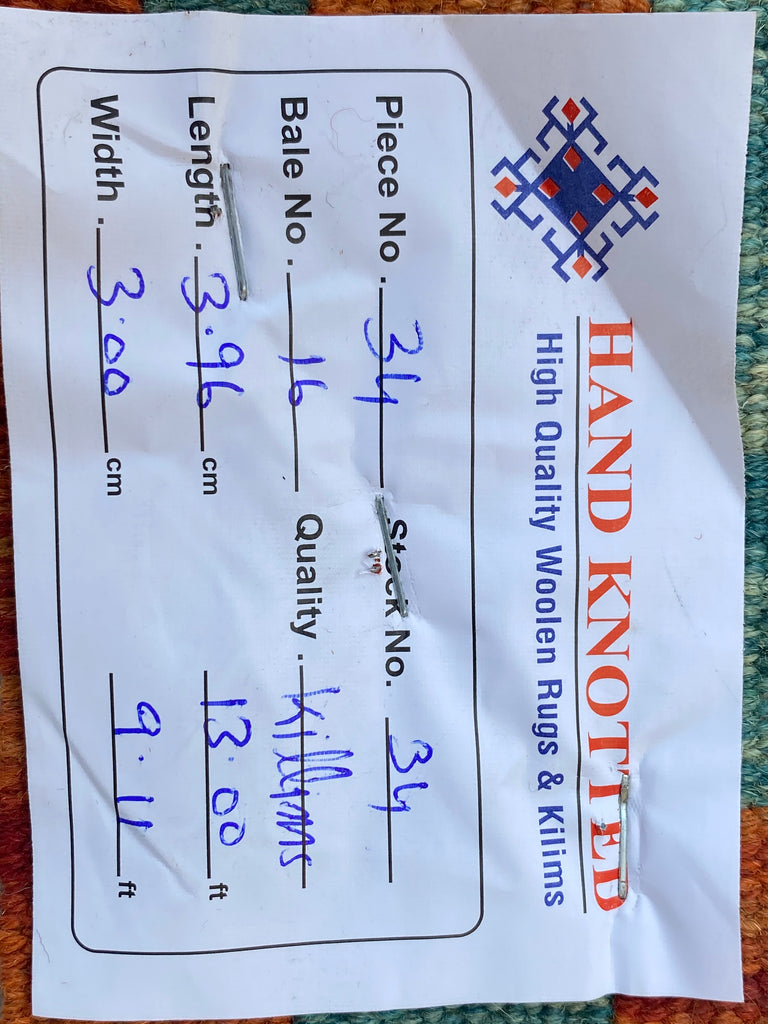 HAND KNOTTED
High Quality Woolen Rugs & Kilims
Piece No. 34 Stock No. 34
Bale No. 16 Quality. Killims
Length. 3.96 cm 13.00 ft
Width. 3.00 cm 9.11 ft